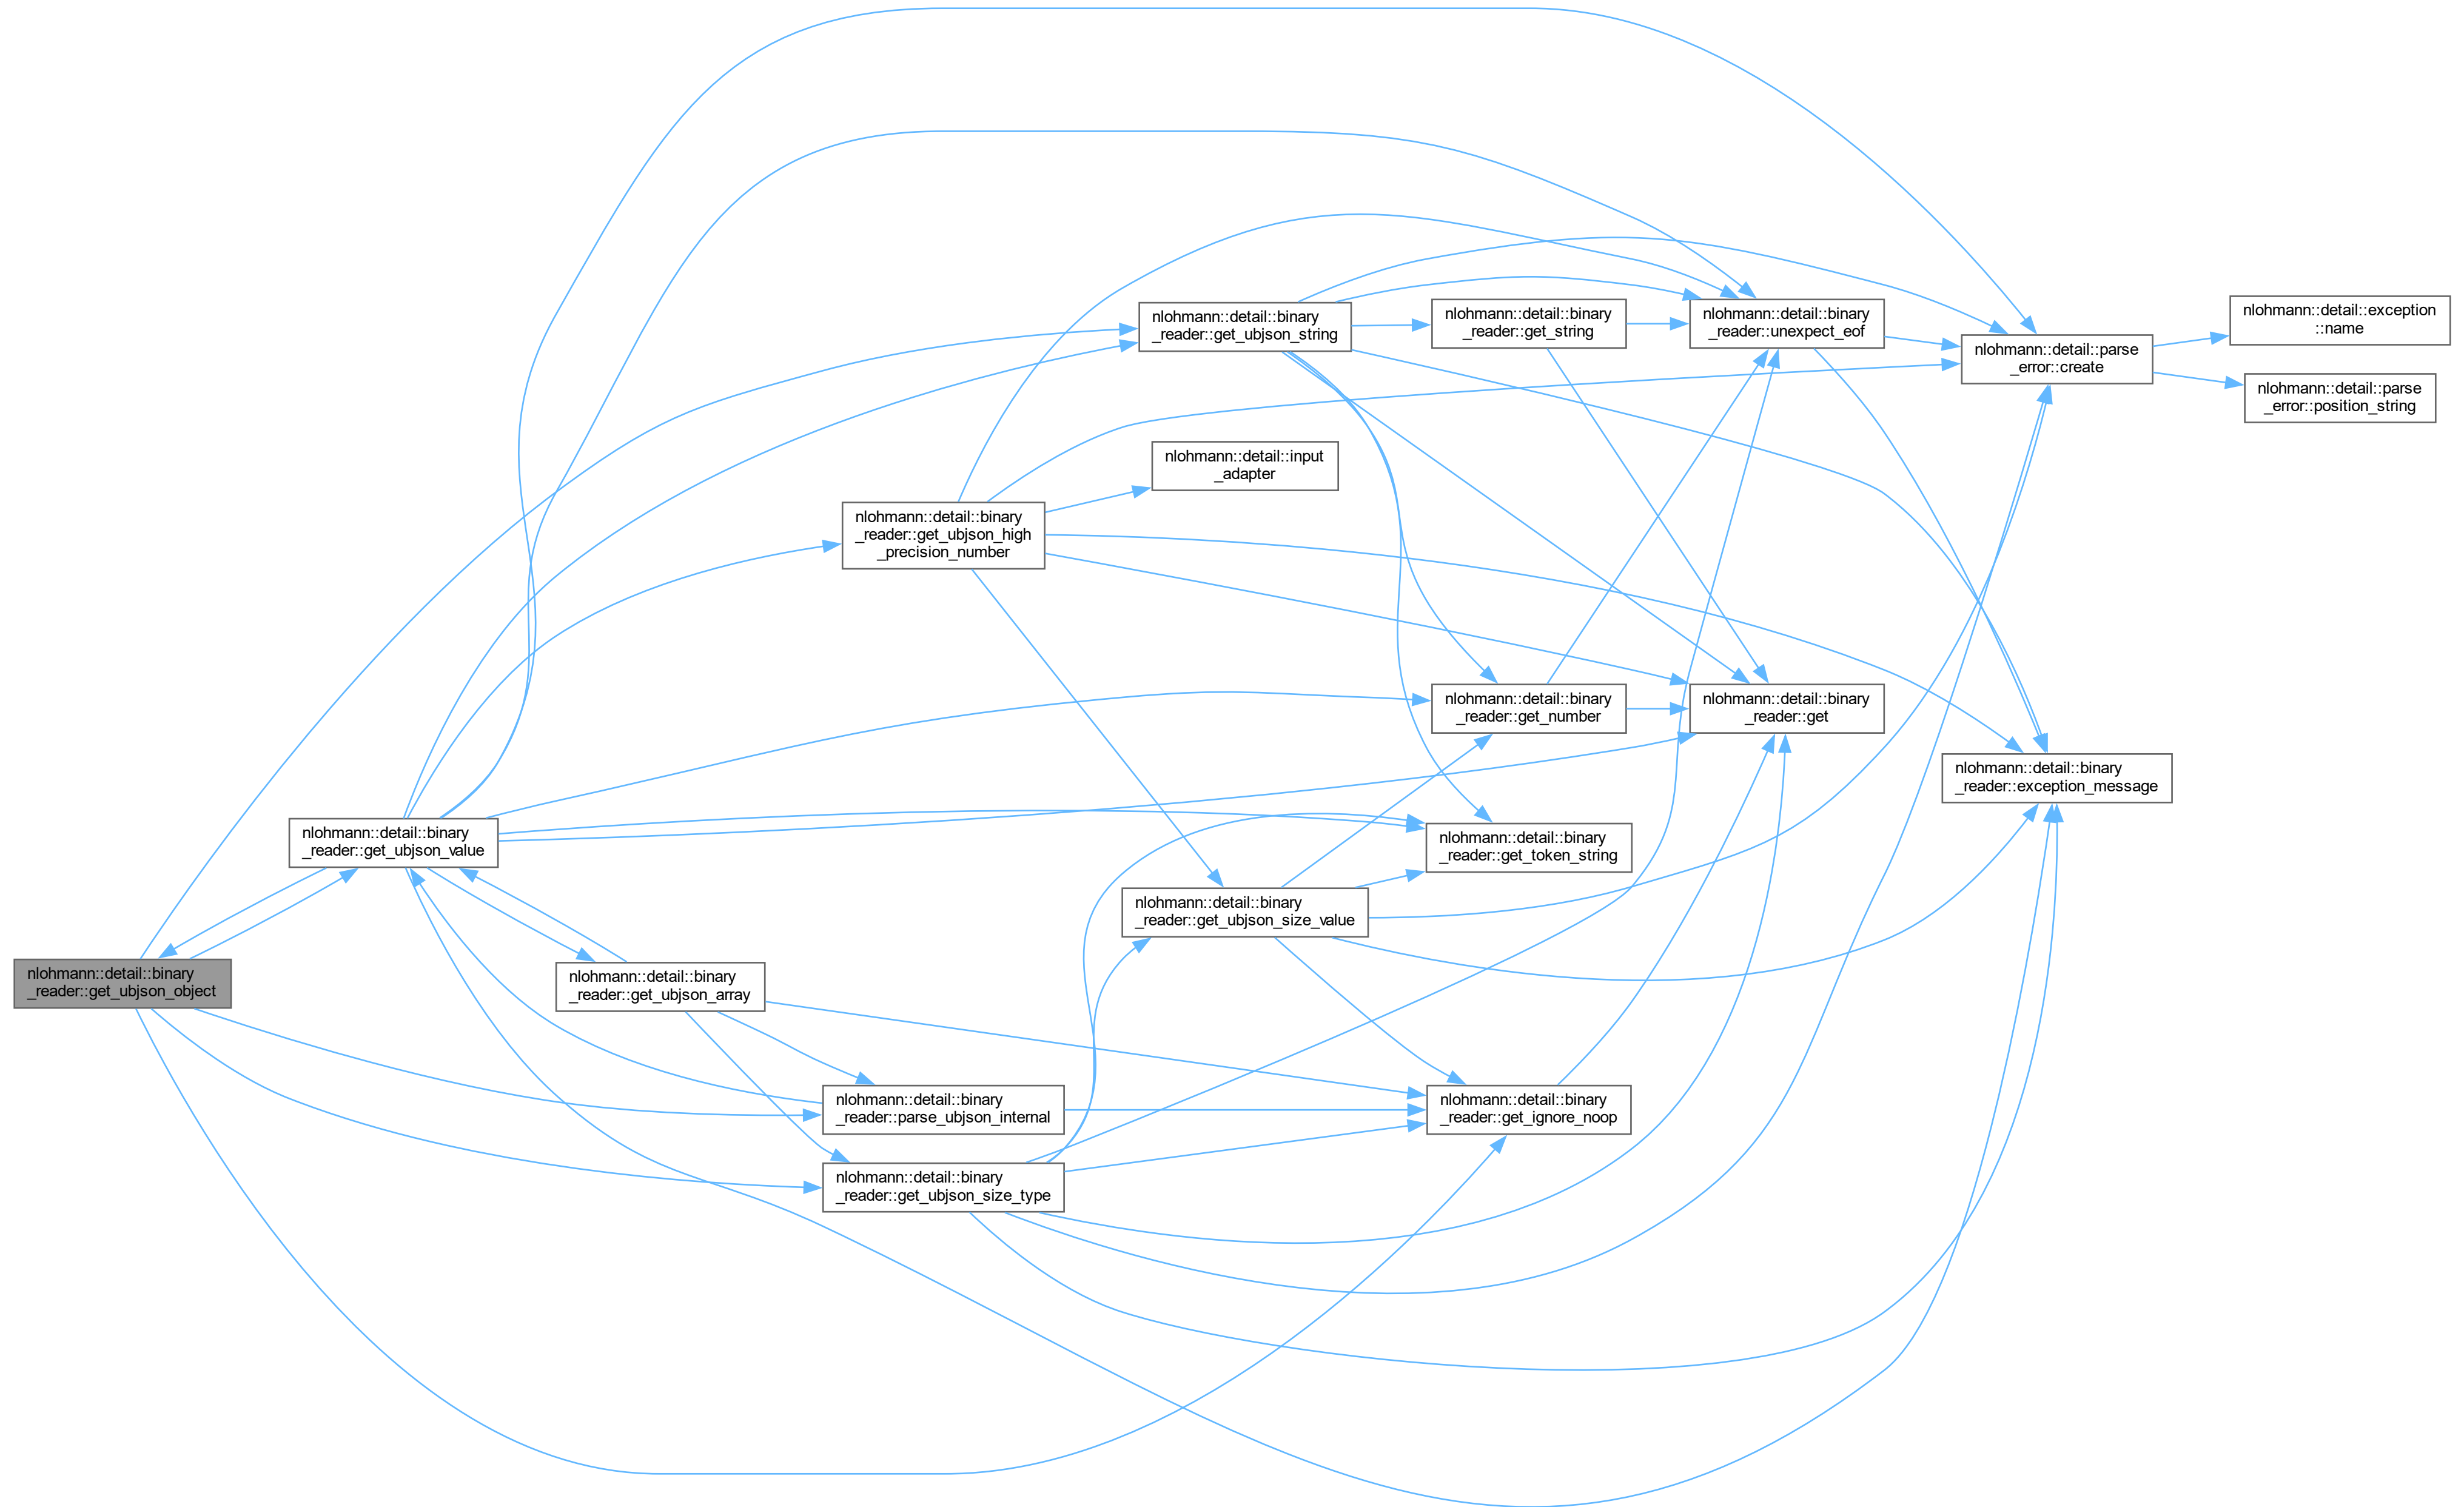 nlohmann::detail::binary
_reader::get_ubjson_object
nlohmann::detail::binary
_reader::get_ubjson_value
nlohmann::detail::binary
_reader::get_ubjson_array
nlohmann::detail::binary
_reader::get_ubjson_high
_precision_number
nlohmann::detail::binary
_reader::parse_ubjson_internal
nlohmann::detail::binary
_reader::get_ubjson_size_type
nlohmann::detail::binary
_reader::get_ubjson_string
nlohmann::detail::input
_adapter
nlohmann::detail::binary
_reader::get_ubjson_size_value
nlohmann::detail::binary
_reader::get_string
nlohmann::detail::binary
_reader::get_number
nlohmann::detail::binary
_reader::get_token_string
nlohmann::detail::binary
_reader::get_ignore_noop
nlohmann::detail::binary
_reader::unexpect_eof
nlohmann::detail::binary
_reader::get
nlohmann::detail::parse
_error::create
nlohmann::detail::binary
_reader::exception_message
nlohmann::detail::exception
::name
nlohmann::detail::parse
_error::position_string